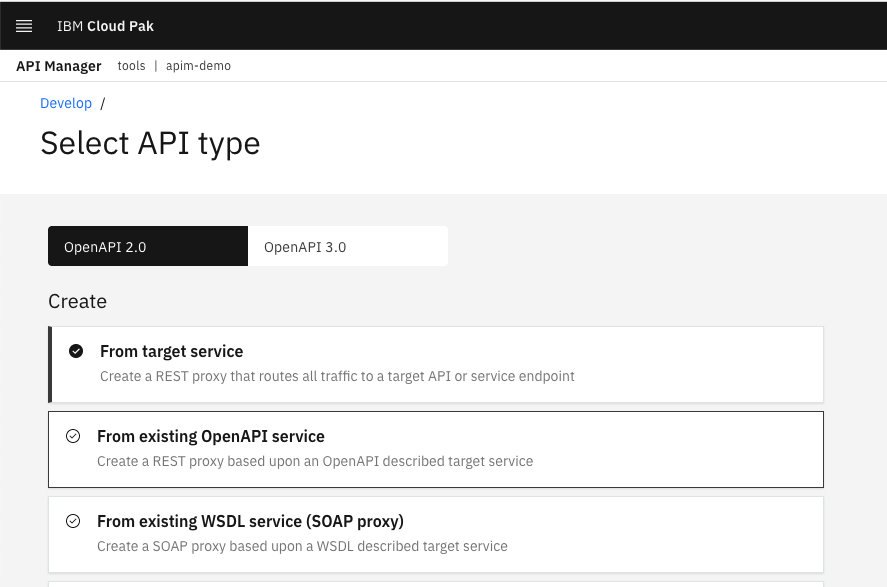 IBM Cloud Pak
API Manager tools | apim-demo
Develop /
Select API type
OpenAPI 2.0 OpenAPI 3.0
Create
From target service
Create a REST proxy that routes all traffic to a target API or service endpoint
From existing OpenAPI service
Create a REST proxy based upon an OpenAPI described target service
From existing WSDL service (SOAP proxy)
Create a SOAP proxy based upon a WSDL described target service